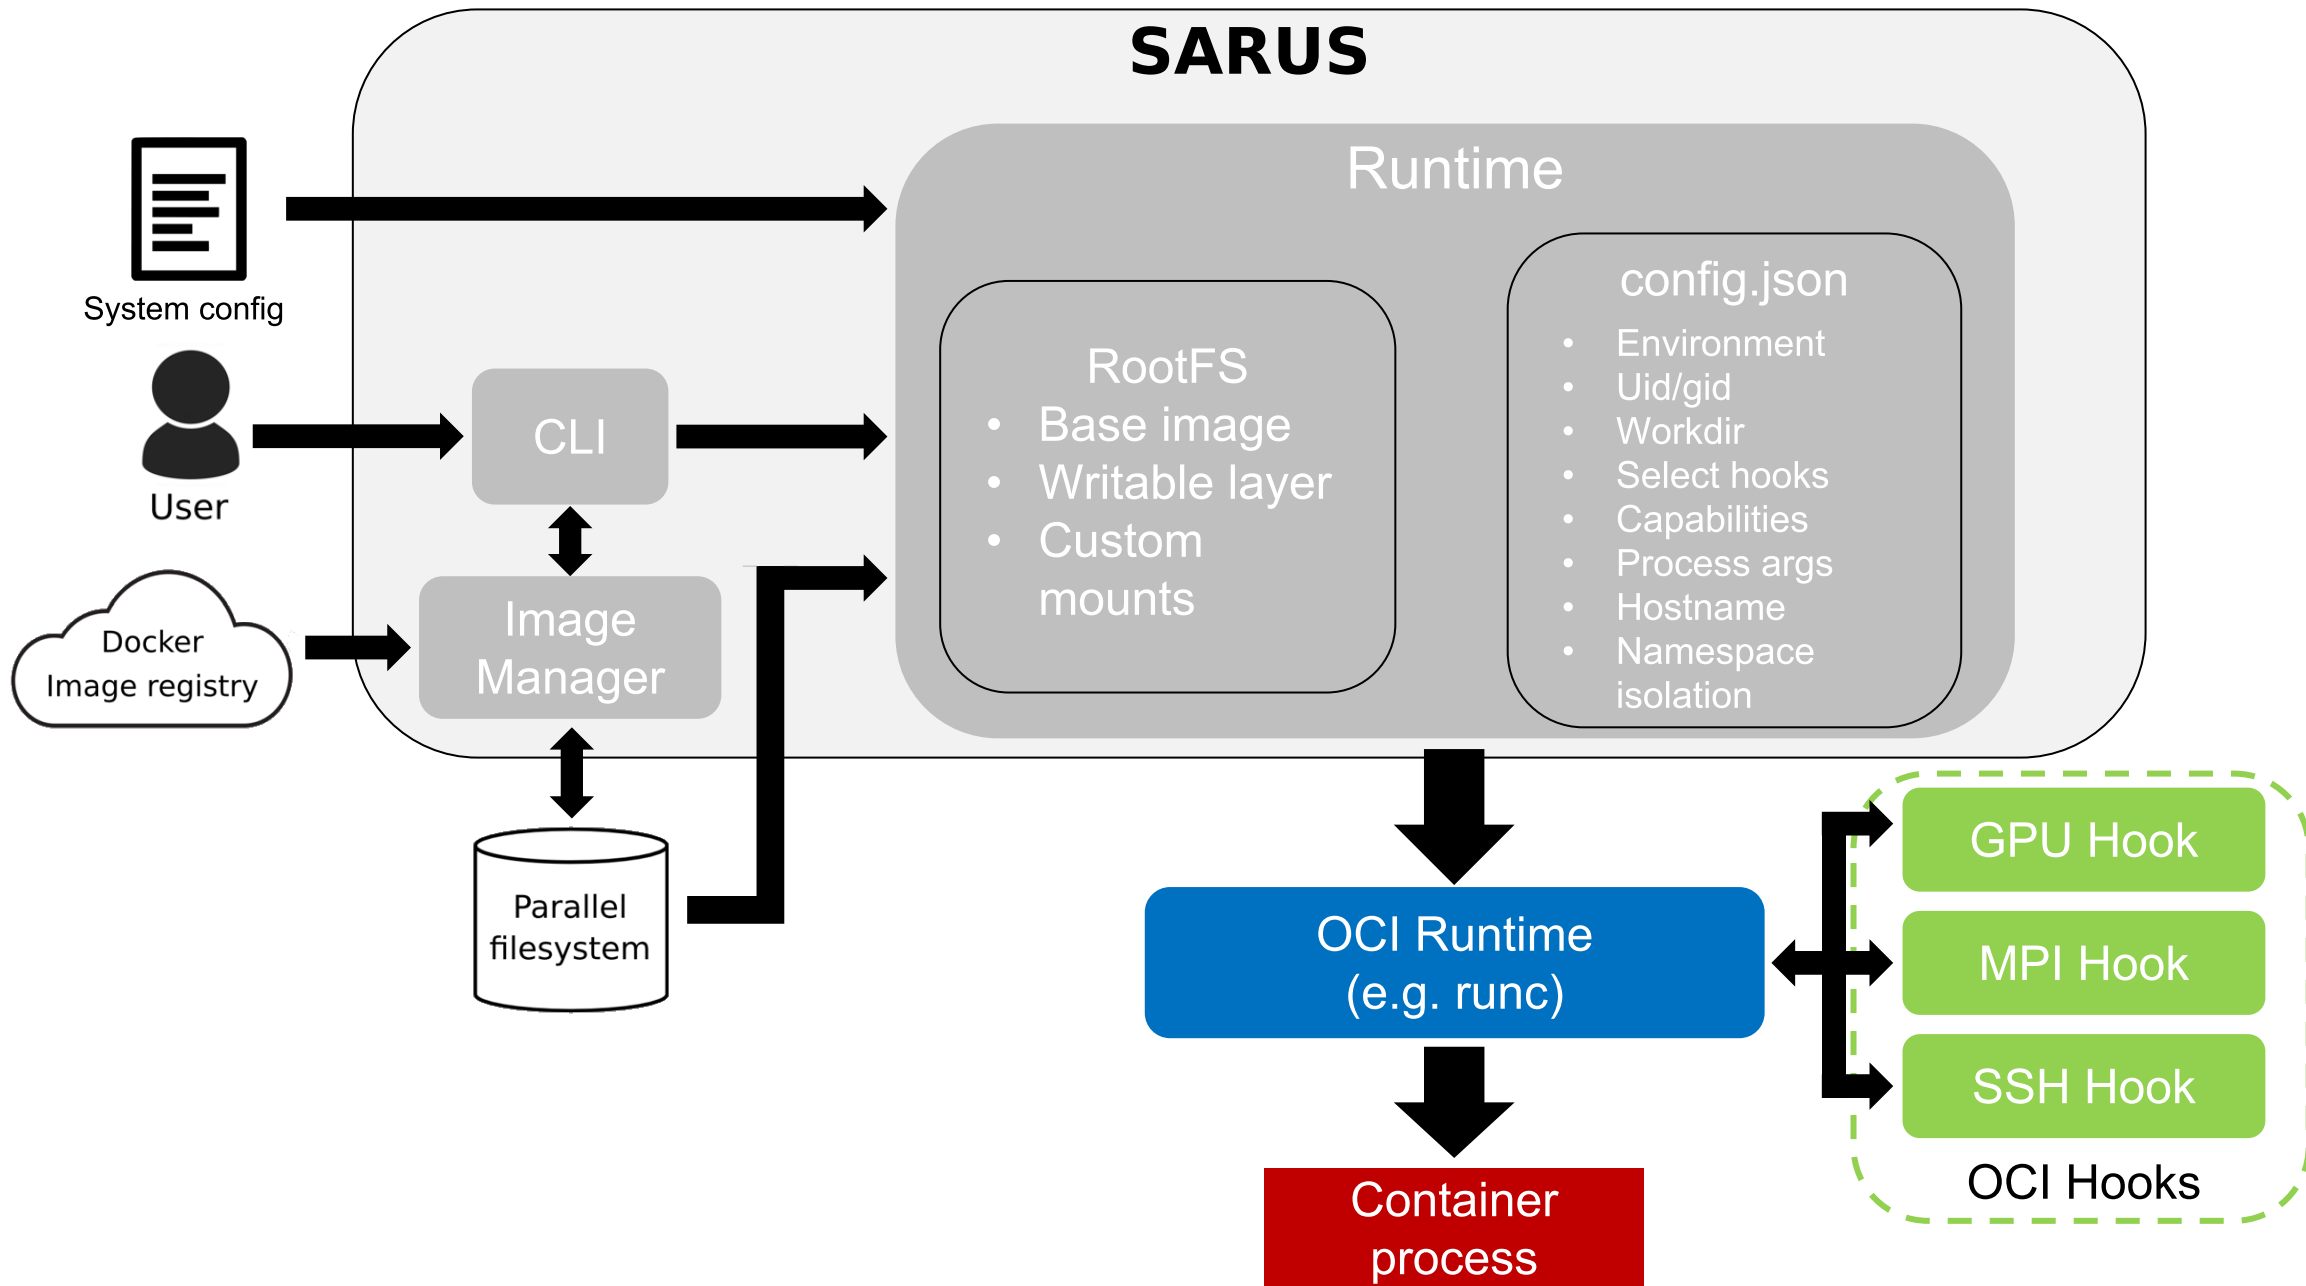 SARUS
Runtime
System config
User
Docker
Image registry
CLI
Image
Manager
Parallel
filesystem
RootFS
• Base image
• Writable layer
• Custom
mounts
config.json
• Environment
• Uid/gid
• Workdir
• Select hooks
• Capabilities
• Process args
• Hostname
• Namespace
isolation
OCI Runtime
(e.g. runc)
Container
process
GPU Hook
MPI Hook
SSH Hook
OCI Hooks